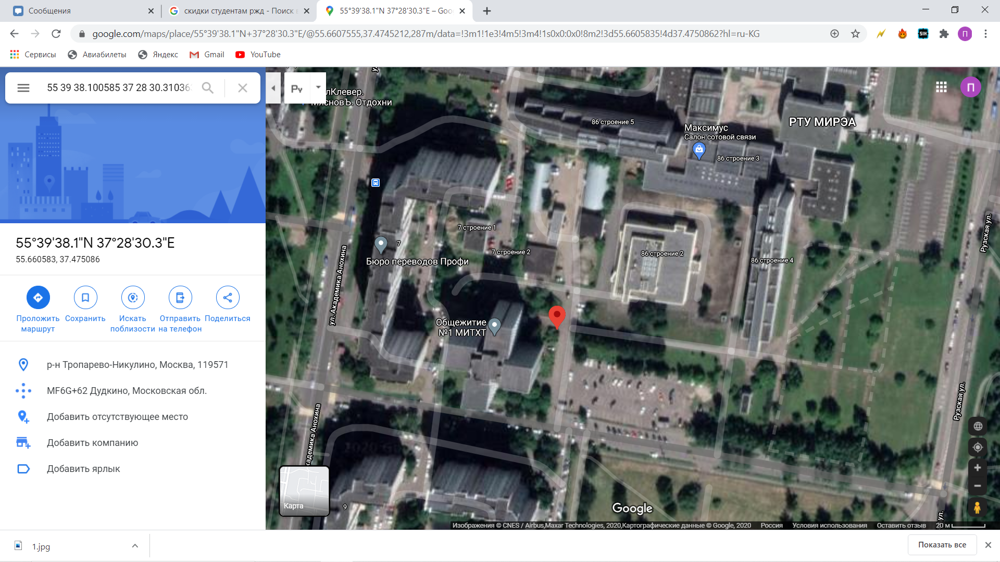 Сообщения
скидки студентам ржд - Поиск в
55°39'38.1"N 37°28'30.3"E – Goo
google.com/maps/place/55°39'38.1"N+37°28'30.3"E/@55.6607555,37.4745212,287m/data=!3m1!1e3!4m5!3m4!1s0x0:0x0!8m2!3d55.6605835!4d37.4750862?hl=ru-KG
SIH
П
Сервисы
Авиабилеты
Яндекс
Gmail
YouTube
55 39 38.100585 37 28 30.31036
55°39'38.1"N 37°28'30.3"E
55.660583, 37.475086
Проложить маршрут
Сохранить
Искать поблизости
Отправить на телефон
Поделиться
р-н Тропарево-Никулино, Москва, 119571
MF6G+62 Дудкино, Московская обл.
Добавить отсутствующее место
Добавить компанию
Добавить ярлык
Ру
лКлевер.
МясновЪ. Отдохни
86 строение 5
Максимус
Салон сотовой связи
РТУ МИРЭА
П
86 строение 3
7 строение 1
7
7 строение 2
86 строение 2
86 строение 4
Бюро переводов Профи
ул. Академика Анохина
Рузская ул.
Общежитие
№1 МИТХТ
Рузская ул.
кадемика Анохина
ул.
9
Карта
Google
Изображения © CNES / Airbus,Maxar Technologies, 2020,Картографические данные © Google, 2020
Россия
Условия использования
Оставить отзыв
20 м
1.jpg
Показать все